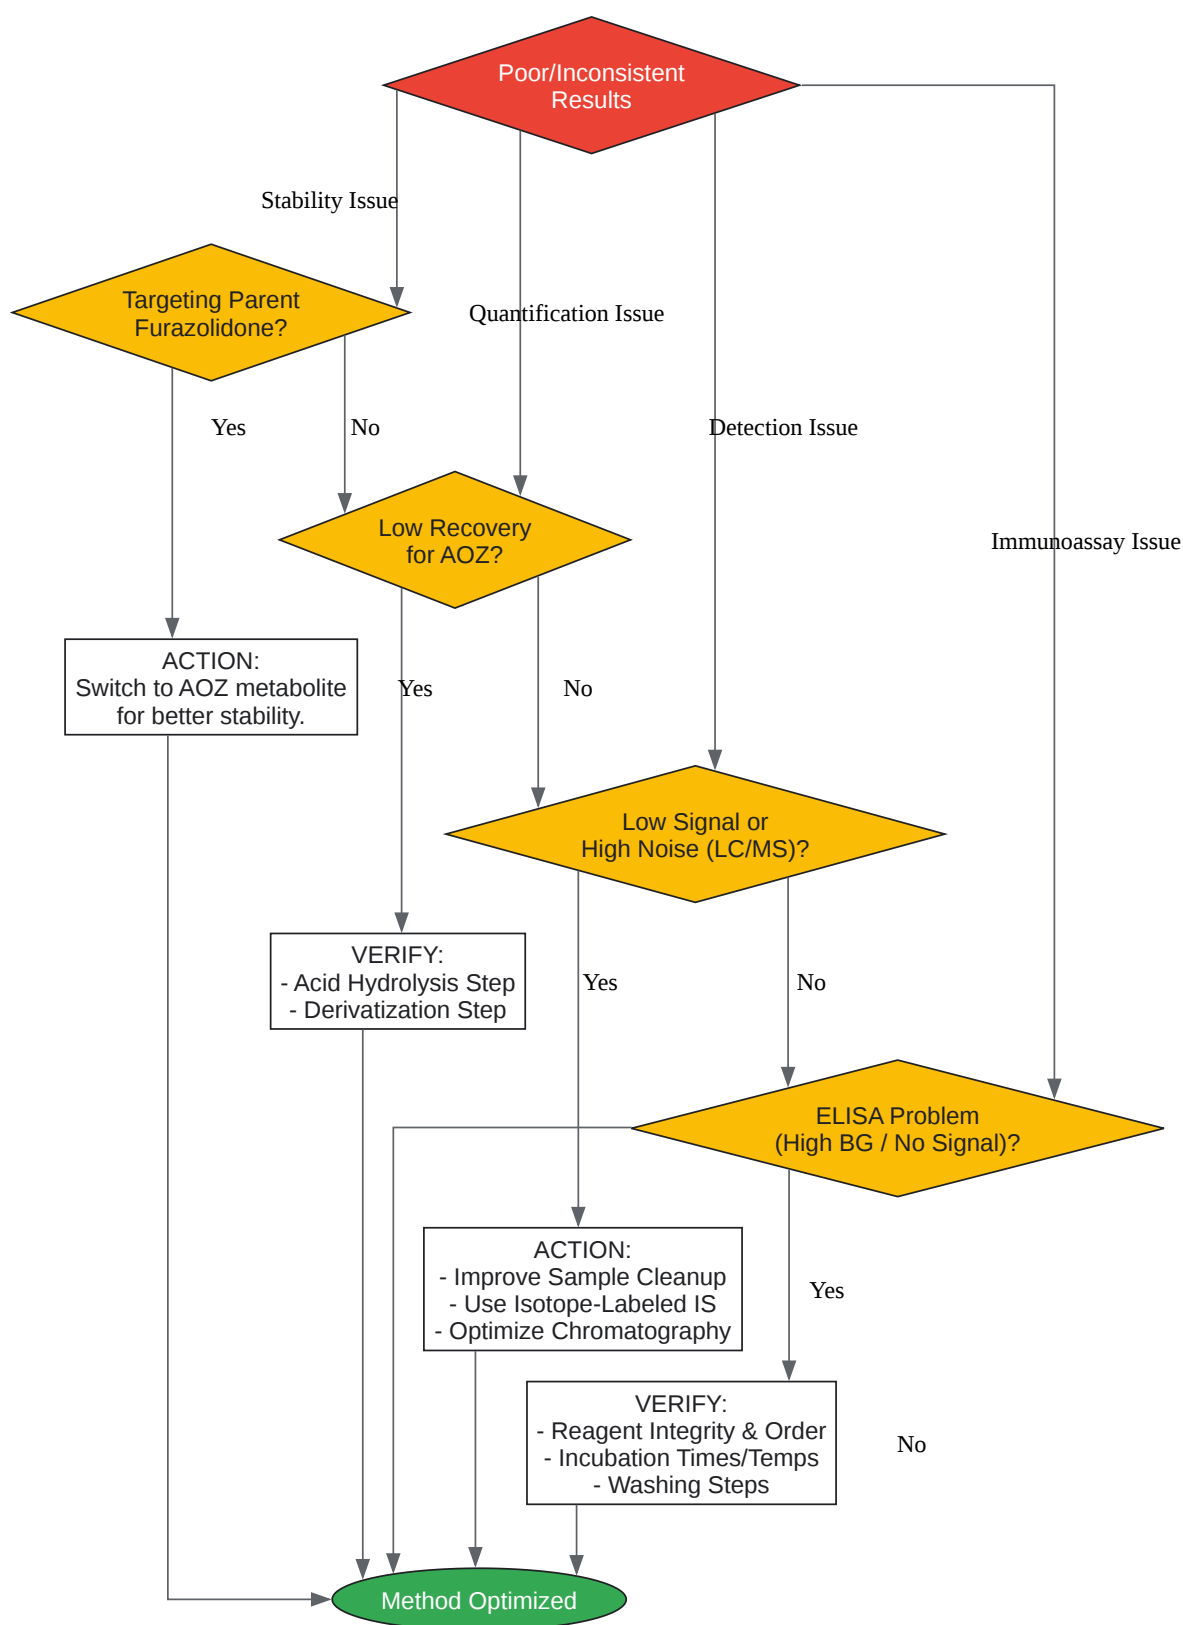 Poor/Inconsistent
Results
Stability Issue
Targeting Parent
Furazolidone?
Quantification Issue
Yes
No
Detection Issue
Low Recovery
for AOZ?
Immunoassay Issue
ACTION:
Switch to AOZ metabolite
for better stability.
Yes
No
Low Signal or
High Noise (LC/MS)?
VERIFY:
- Acid Hydrolysis Step
- Derivatization Step
Yes
No
ELISA Problem
(High BG / No Signal)?
ACTION:
- Improve Sample Cleanup
- Use Isotope-Labeled IS
- Optimize Chromatography
Yes
VERIFY:
- Reagent Integrity & Order
- Incubation Times/Temps
- Washing Steps
No
Method Optimized